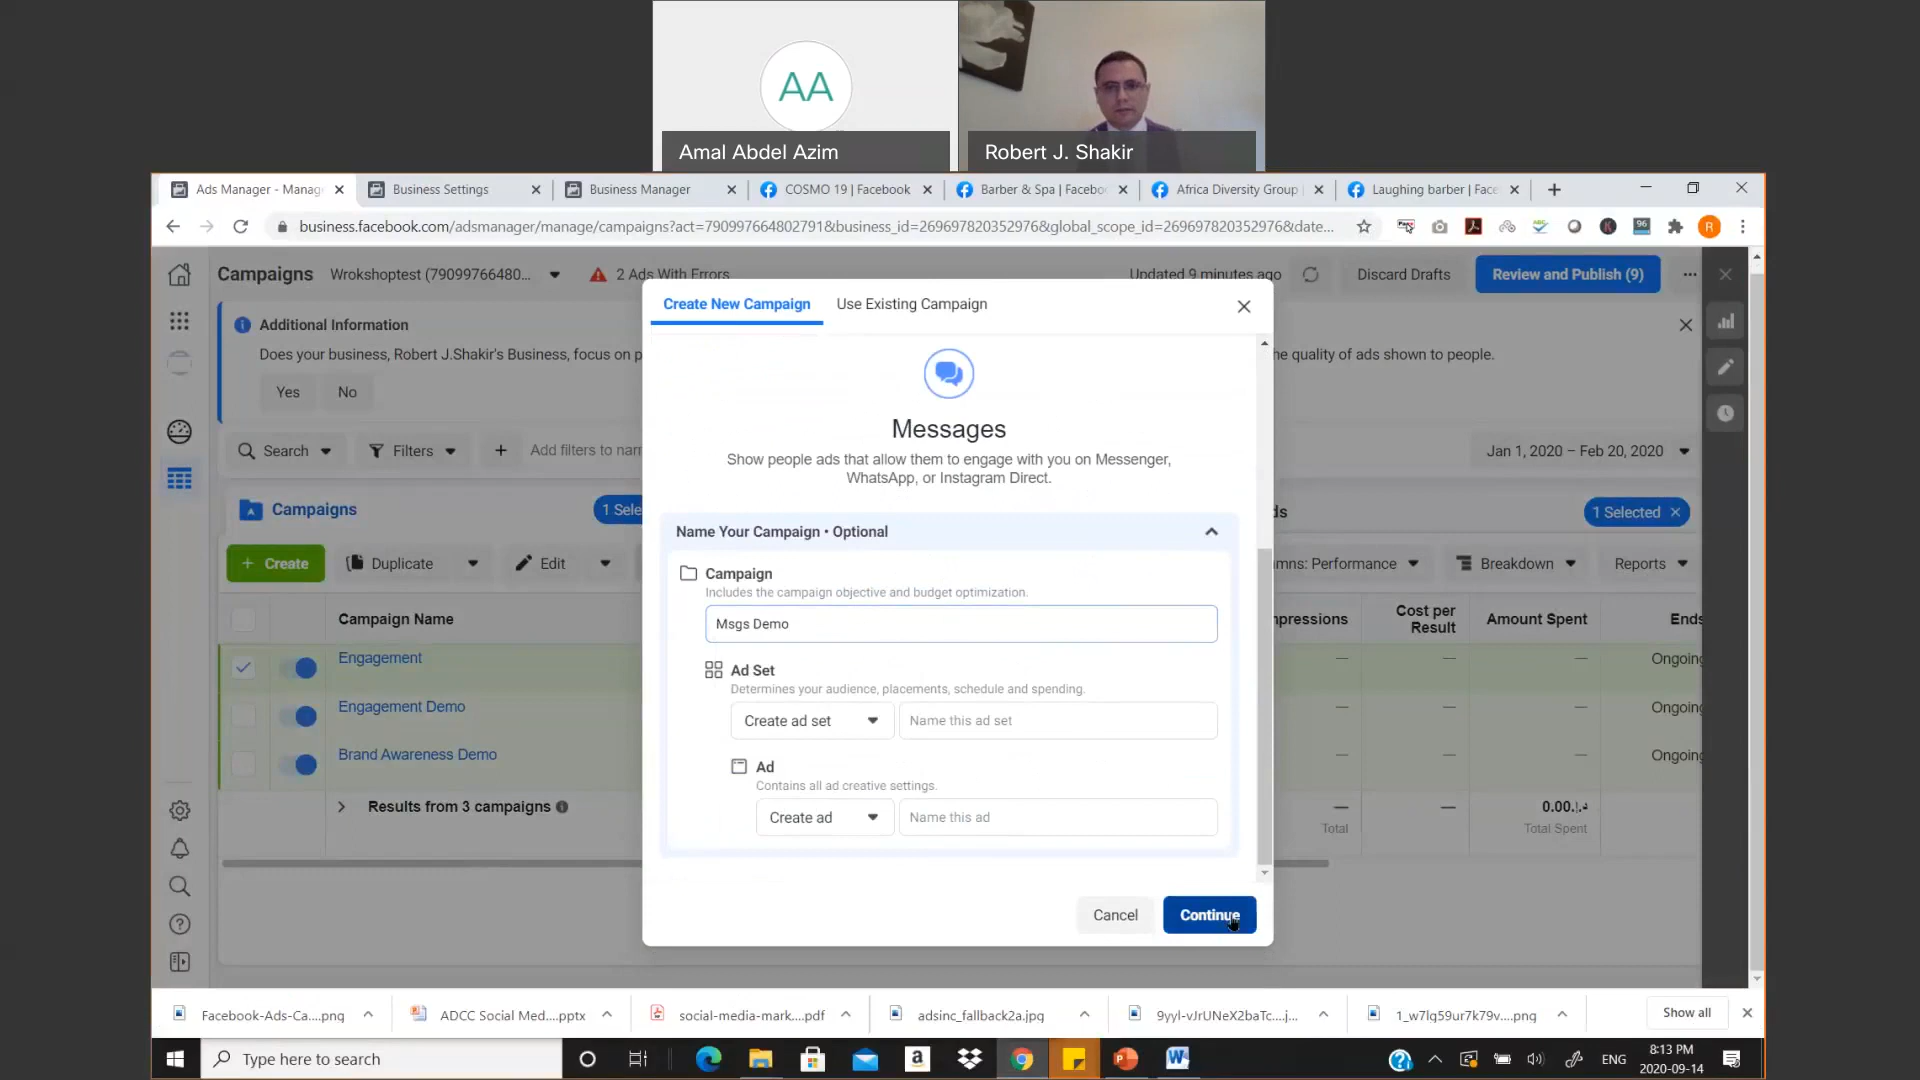 AA
Amal Abdel Azim
Robert J. Shakir
Ads Manager - Manag
Business Settings
Business Manager
COSMO 19 | Facebook
Barber & Spa | Facebo
Africa Diversity Group
Laughing barber | Face
business.facebook.com/adsmanager/manage/campaigns?act=790997664802791&business_id=269697820352976&global_scope_id=269697820352976&date...
96
R
Campaigns
Wrokshoptest (79099766480...
2 Ads With Errors
Updated 9 minutes ago
Discard Drafts
Review and Publish (9)
Additional Information
Does your business, Robert J.Shakir's Business, focus on p
he quality of ads shown to people.
Yes
No
Search
Filters
Add filters to nar
Jan 1, 2020 – Feb 20, 2020
Campaigns
1 Sele
ds
1 Selected
Create
Duplicate
Edit
mns: Performance
Breakdown
Reports
Campaign Name
mpressions
Cost per
Result
Amount Spent
Ends
Engagement
—
—
—
Ongoing
Engagement Demo
—
—
—
Ongoing
Brand Awareness Demo
—
—
—
Ongoing
Results from 3 campaigns
—
Total
—
Total Spent
Create New Campaign
Use Existing Campaign
Messages
Show people ads that allow them to engage with you on Messenger,
WhatsApp, or Instagram Direct.
Name Your Campaign • Optional
Campaign
Includes the campaign objective and budget optimization.
Msgs Demo
Ad Set
Determines your audience, placements, schedule and spending.
Create ad set
Name this ad set
Ad
Contains all ad creative settings.
Create ad
Name this ad
Cancel
Continue
Facebook-Ads-Ca....png
ADCC Social Med....pptx
social-media-mark....pdf
adsinc_fallback2a.jpg
9yyl-vJrUNeX2baTc....j...
1_w7lg59ur7k79v....png
Show all
Type here to search
ENG
8:13 PM
2020-09-14